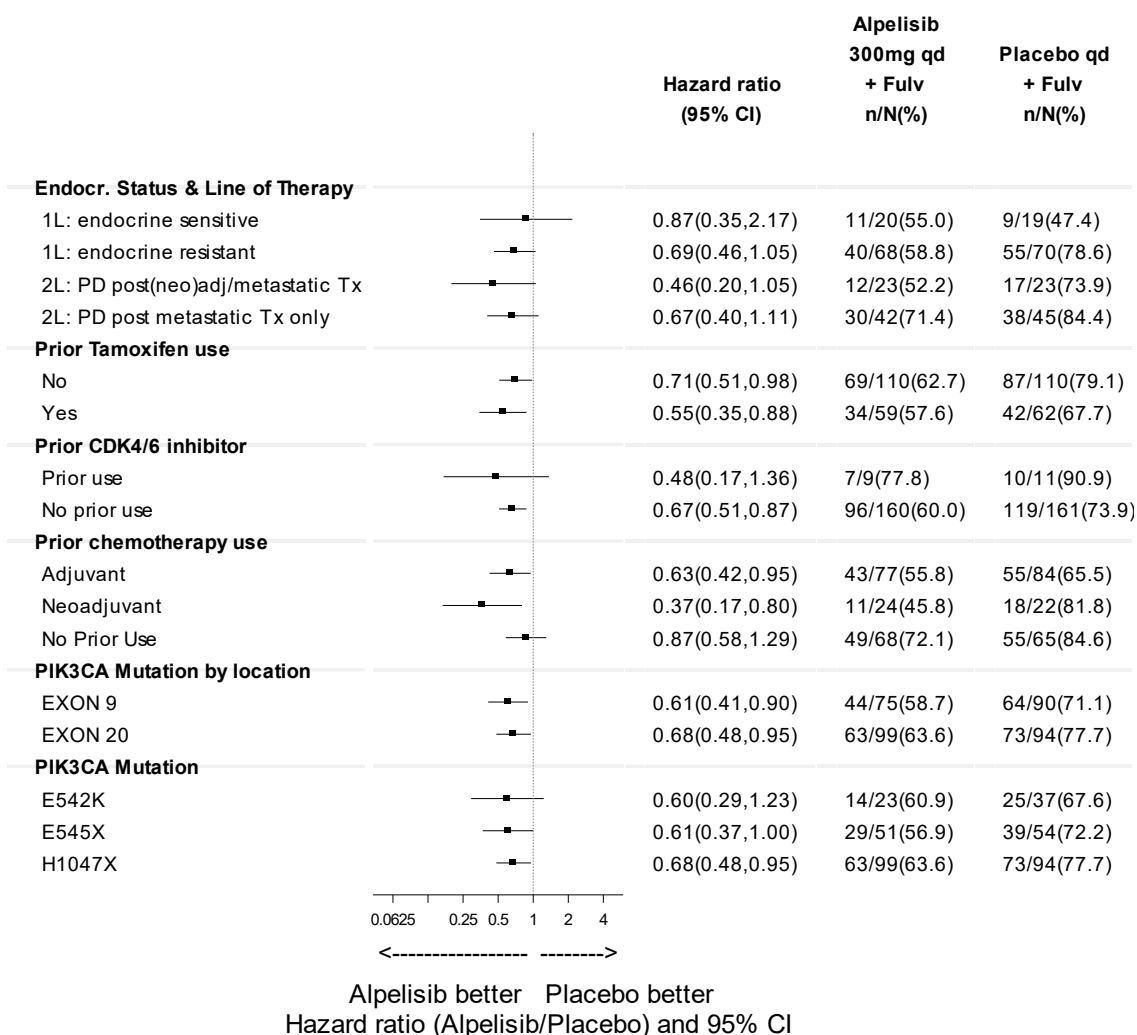 Alpelisib
300mg qd Placebo qd
Hazard ratio + Fulv + Fulv
(95% CI) n/N(%) n/N(%)
Endocr. Status & Line of Therapy
1L: endocrine sensitive 0.87(0.35,2.17) 11/20(55.0) 9/19(47.4)
1L: endocrine resistant 0.69(0.46,1.05) 40/68(58.8) 55/70(78.6)
2L: PD post(neo)adj/metastatic Tx 0.46(0.20,1.05) 12/23(52.2) 17/23(73.9)
2L: PD post metastatic Tx only 0.67(0.40,1.11) 30/42(71.4) 38/45(84.4)
Prior Tamoxifen use
No 0.71(0.51,0.98) 69/110(62.7) 87/110(79.1)
Yes 0.55(0.35,0.88) 34/59(57.6) 42/62(67.7)
Prior CDK4/6 inhibitor
Prior use 0.48(0.17,1.36) 7/9(77.8) 10/11(90.9)
No prior use 0.67(0.51,0.87) 96/160(60.0) 119/161(73.9)
Prior chemotherapy use
Adjuvant 0.63(0.42,0.95) 43/77(55.8) 55/84(65.5)
Neoadjuvant 0.37(0.17,0.80) 11/24(45.8) 18/22(81.8)
No Prior Use 0.87(0.58,1.29) 49/68(72.1) 55/65(84.6)
PIK3CA Mutation by location
EXON 9 0.61(0.41,0.90) 44/75(58.7) 64/90(71.1)
EXON 20 0.68(0.48,0.95) 63/99(63.6) 73/94(77.7)
PIK3CA Mutation
E542K 0.60(0.29,1.23) 14/23(60.9) 25/37(67.6)
E545X 0.61(0.37,1.00) 29/51(56.9) 39/54(72.2)
H1047X 0.68(0.48,0.95) 63/99(63.6) 73/94(77.7)
0.0625 0.25 0.5 1 2 4
<------------------ -------->
Alpelisib better Placebo better
Hazard ratio (Alpelisib/Placebo) and 95% CI